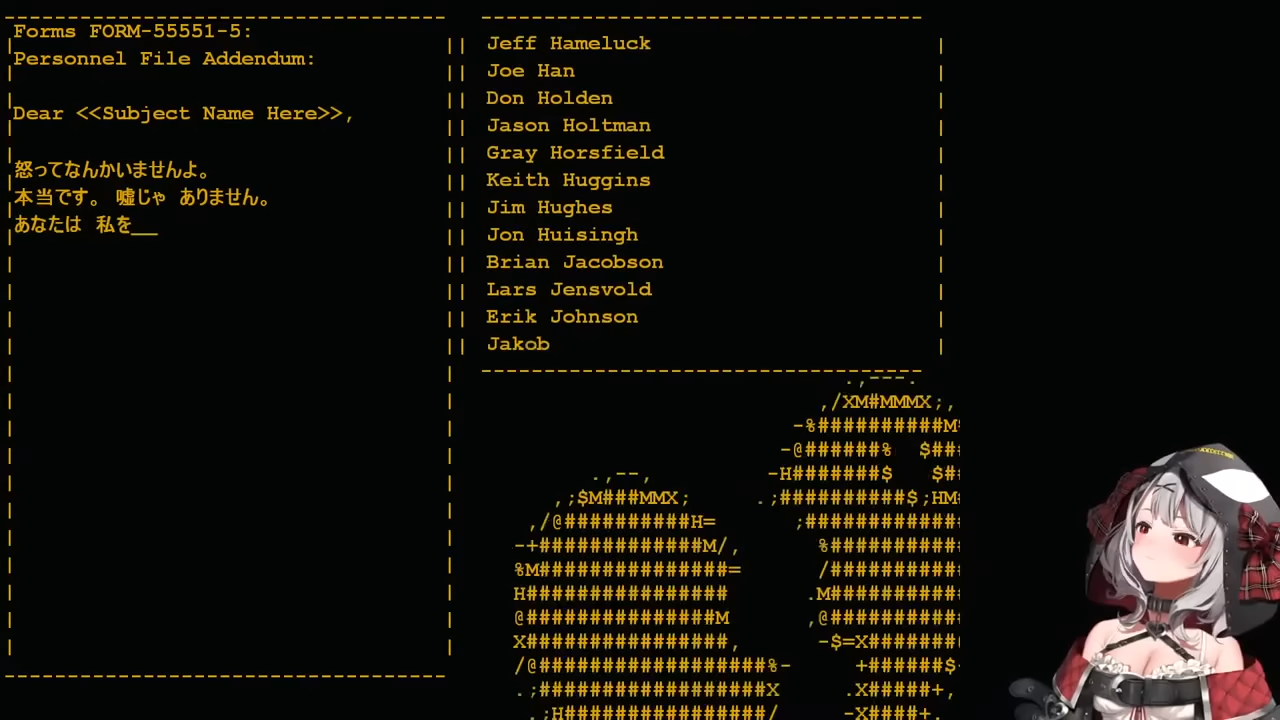 Forms FORM-55551-5:
Personnel File Addendum:
Dear <<Subject Name Here>>,
怒ってなんかいませんよ。
本当です。 嘘じゃ ありません。
あなたは 私を__
Jeff Hameluck
Joe Han
Don Holden
Jason Holtman
Gray Horsfield
Keith Huggins
Jim Hughes
Jon Huisingh
Brian Jacobson
Lars Jensvold
Erik Johnson
Jakob